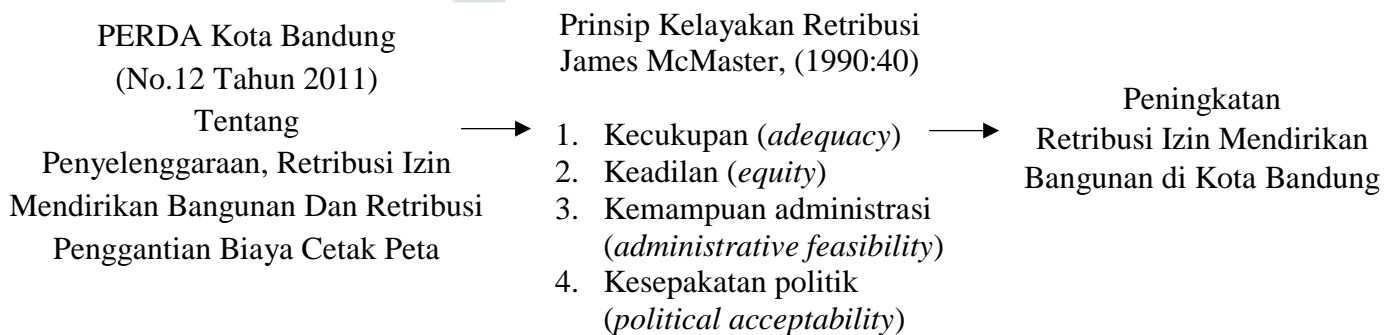 PERDA Kota Bandung
(No.12 Tahun 2011)
Tentang
Penyelenggaraan, Retribusi Izin
Mendirikan Bangunan Dan Retribusi
Penggantian Biaya Cetak Peta
Prinsip Kelayakan Retribusi
James McMaster, (1990:40)
1. Kecukupan (adequacy)
2. Keadilan (equity)
3. Kemampuan administrasi
(administrative feasibility)
4. Kesepakatan politik
(political acceptability)
Peningkatan
Retribusi Izin Mendirikan
Bangunan di Kota Bandung